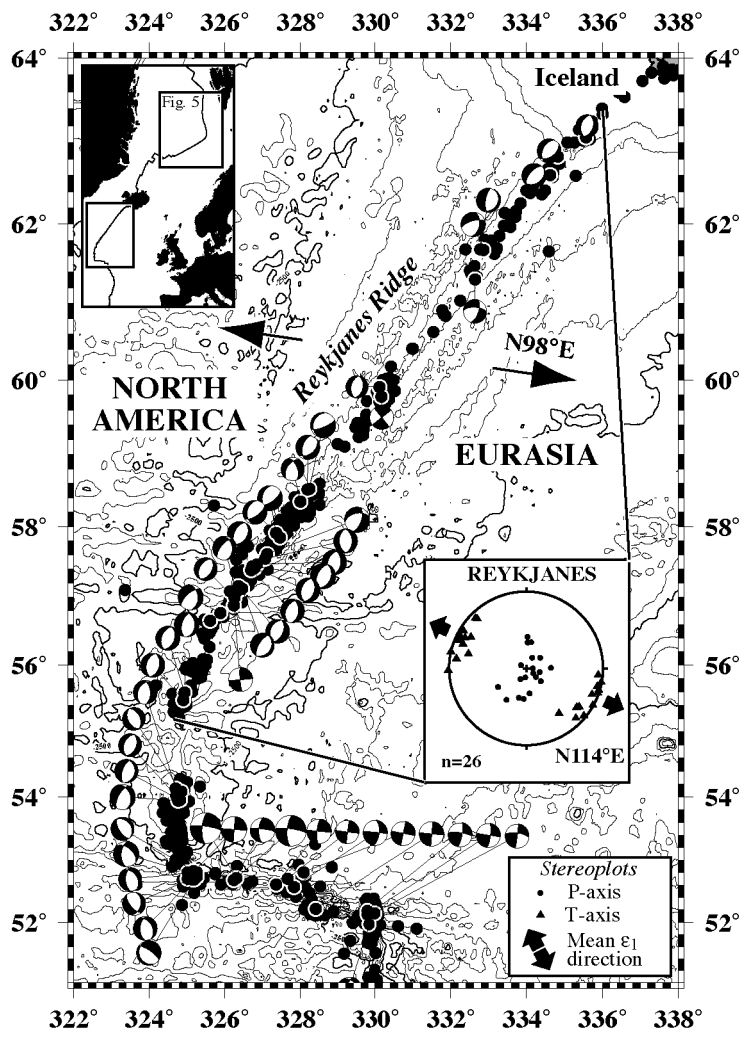 322° 324° 326° 328° 330° 332° 334° 336° 338°
64° 64°
Iceland
Fig. 5
62° 62°
Reykjanes Ridge
N98°E
60° 60°
NORTH
AMERICA
EURASIA
58° 58°
REYKJANES
56° 56°
n=26
N114°E
54° 54°
Stereoplots
P-axis
T-axis
Mean ε1
direction
52° 52°
322° 324° 326° 328° 330° 332° 334° 336° 338°